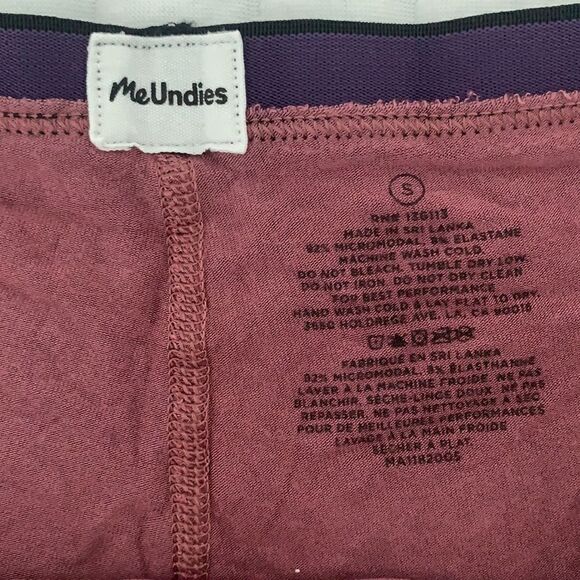 MeUndies
S
RN# 136113
MADE IN SRI LANKA
92% MICROMODAL, 8% ELASTANE
MACHINE WASH COLD.
DO NOT BLEACH. TUMBLE DRY LOW.
DO NOT IRON. DO NOT DRY CLEAN
FOR BEST PERFORMANCE
HAND WASH COLD & LAY FLAT TO DRY.
3650 HOLDREGE AVE, LA, CA 90016
FABRIQUÉ EN SRI LANKA
92% MICROMODAL, 8% ÉLASTHANNE
LAVER À LA MACHINE FROIDE. NE PAS
BLANCHIR, SÈCHE-LINGE DOUX. NE PAS
REPASSER, NE PAS NETTOYAGE A SEC
POUR DE MEILLEURES PERFORMANCES
LAVAGE À LA MAIN FROIDE
SÉCHER À PLAT.
MA1182005